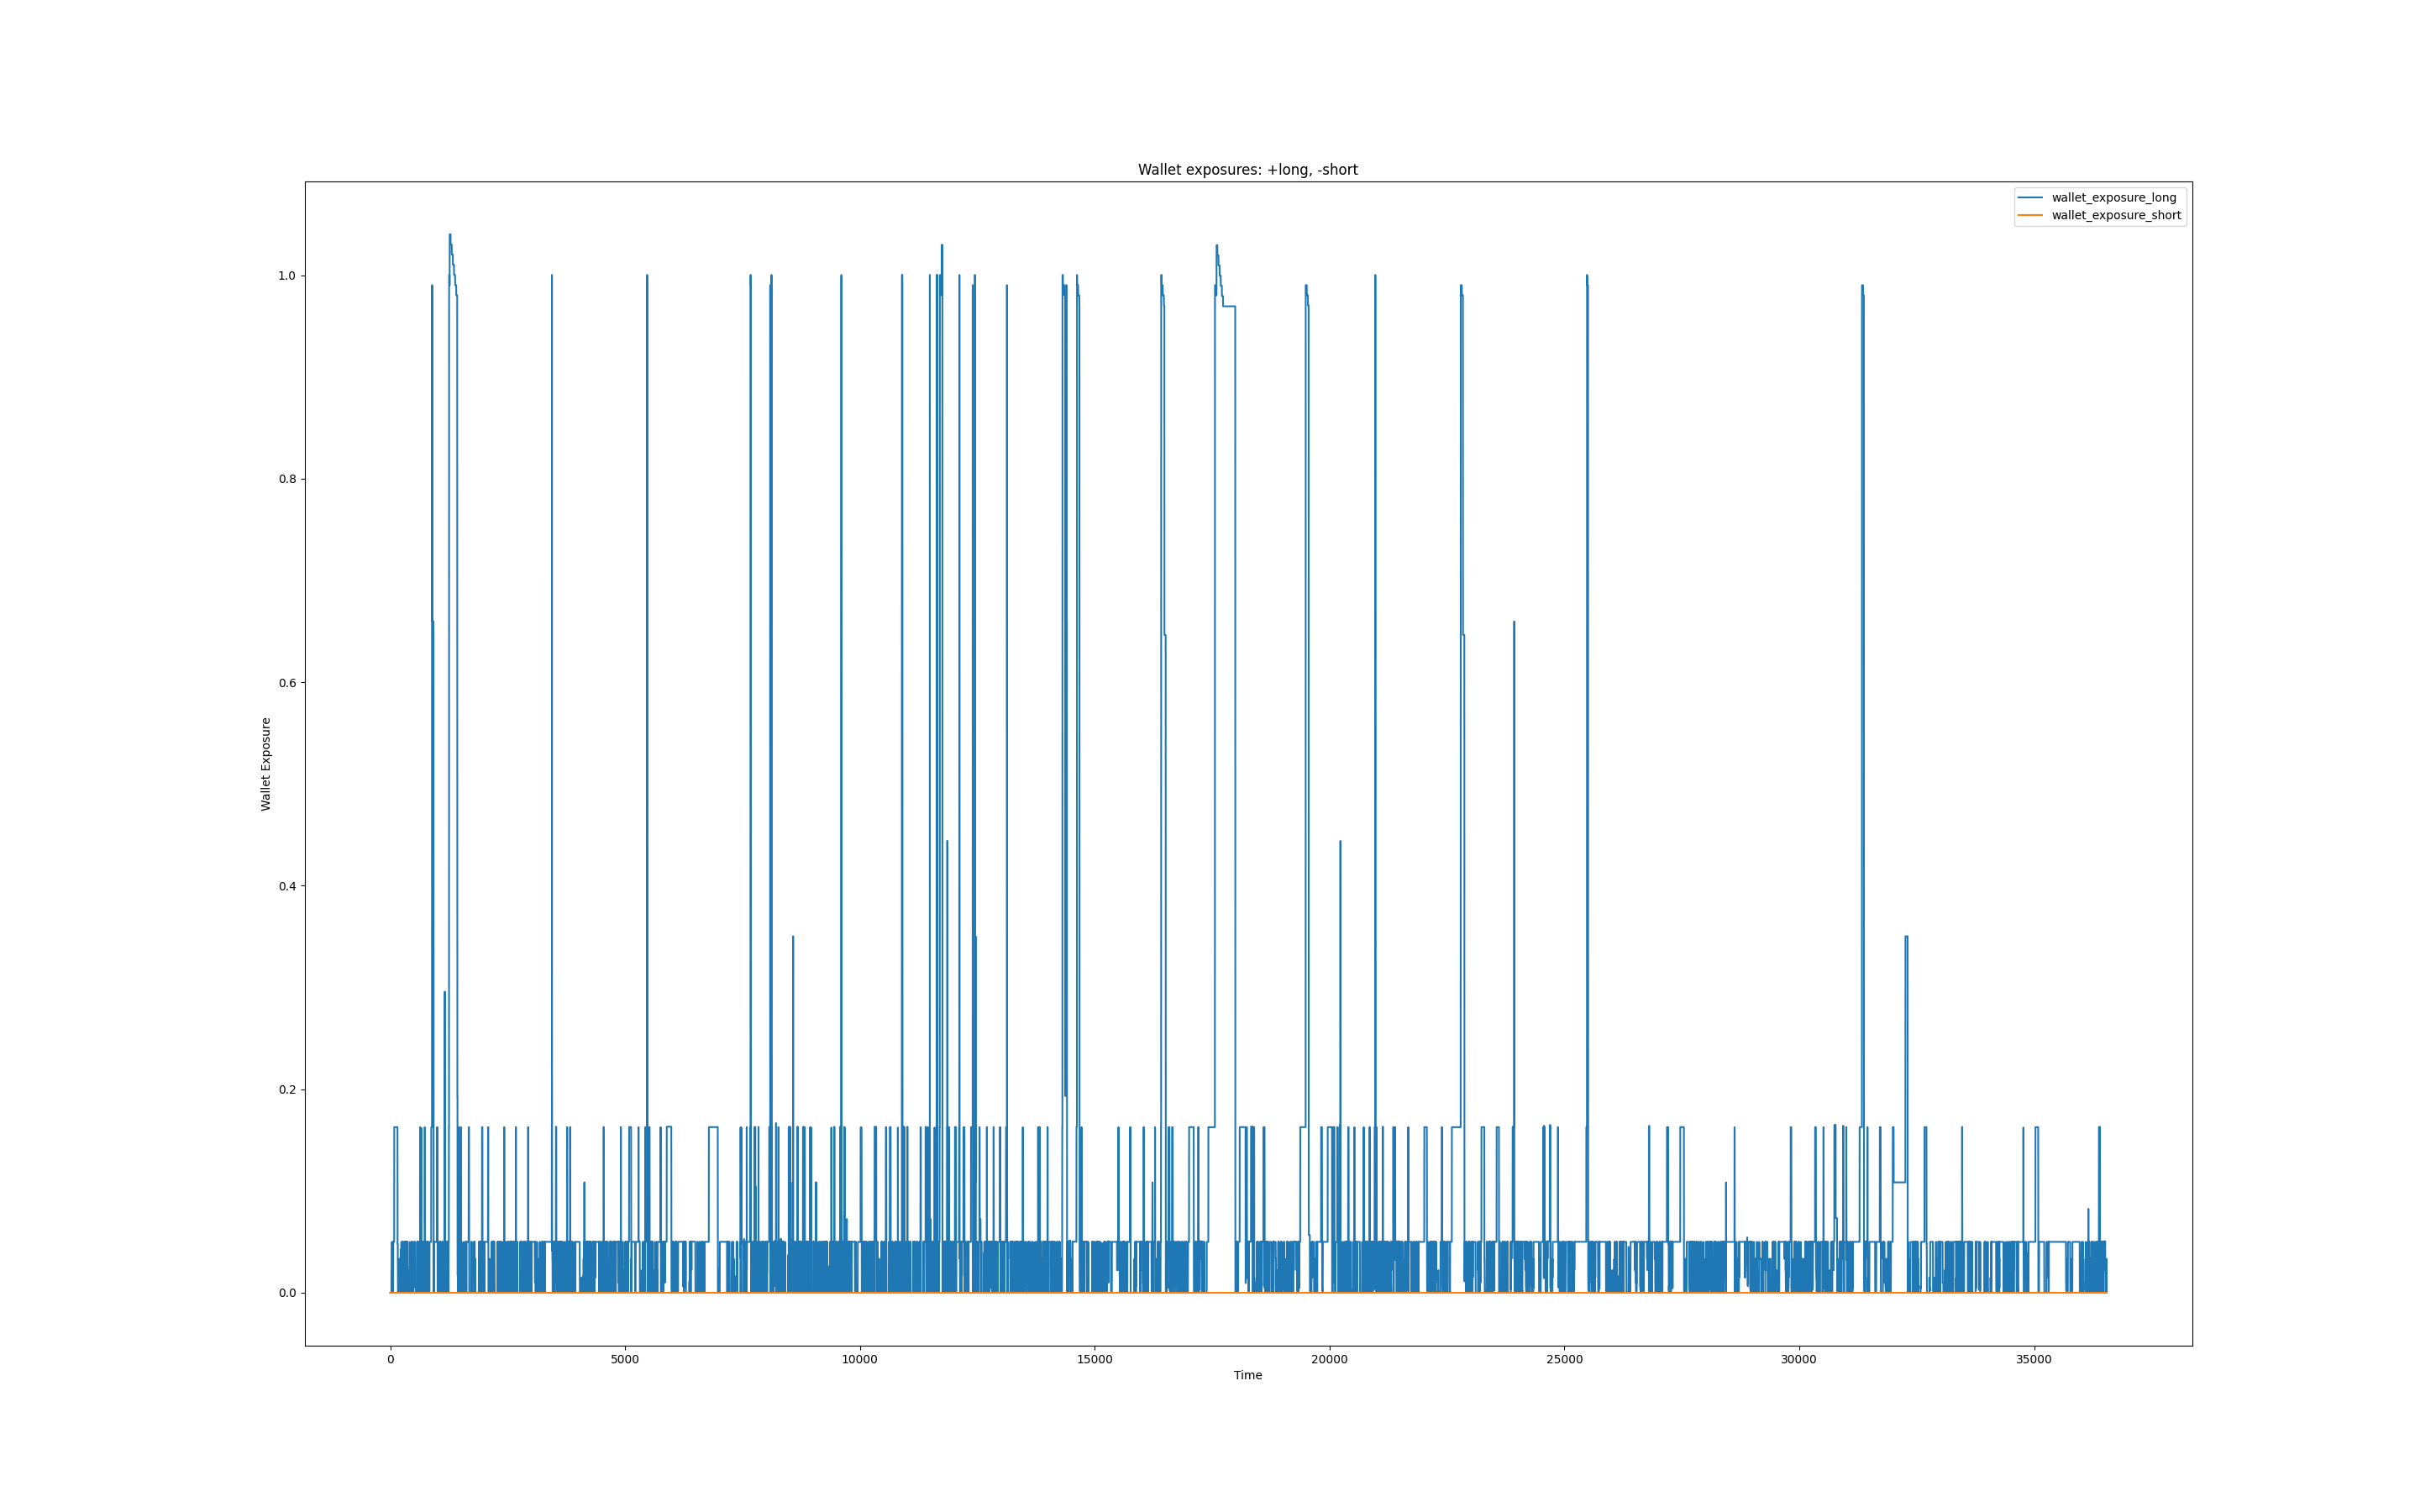 Wallet exposures: +long, -short
wallet_exposure_long
wallet_exposure_short
1.0
0.8
0.6
0.4
0.2
0.0
Wallet Exposure
0 5000 10000 15000 20000 25000 30000 35000
Time